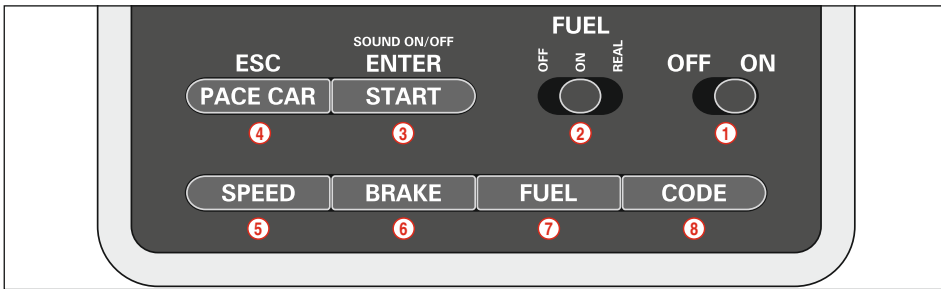 FUEL
SOUND ON/OFF
OFF ON REAL
ESC ENTER OFF ON
PACE CAR START
4 3 2 1
SPEED BRAKE FUEL CODE
5 6 7 8